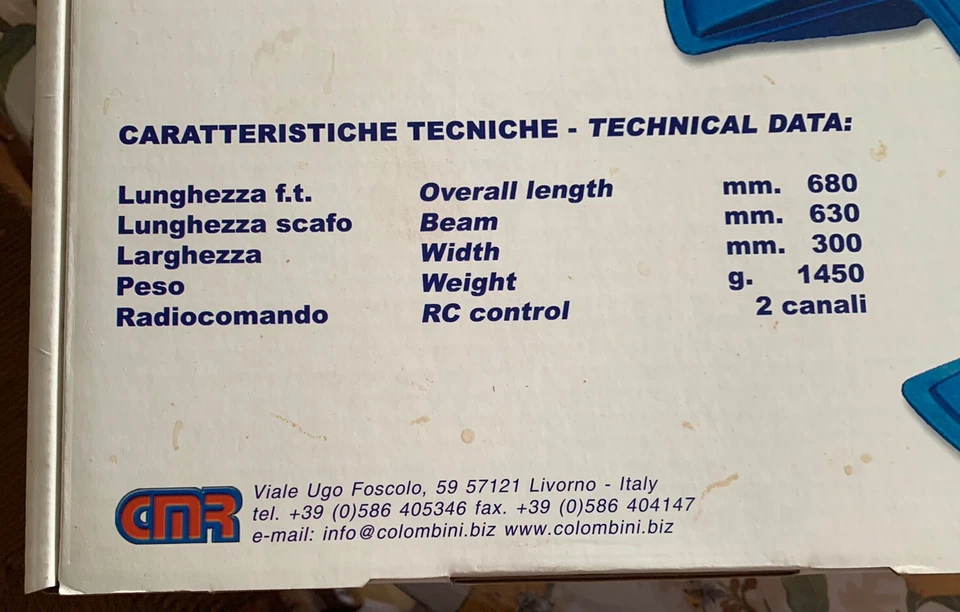 CARATTERISTICHE TECNICHE - TECHNICAL DATA:
Lunghezza f.t. Overall length mm. 680
Lunghezza scafo Beam mm. 630
Larghezza Width mm. 300
Peso Weight g. 1450
Radiocomando RC control 2 canali
CMR
Viale Ugo Foscolo, 59 57121 Livorno - Italy
tel. +39 (0)586 405346 fax. +39 (0)586 404147
e-mail: info@colombini.biz www.colombini.biz